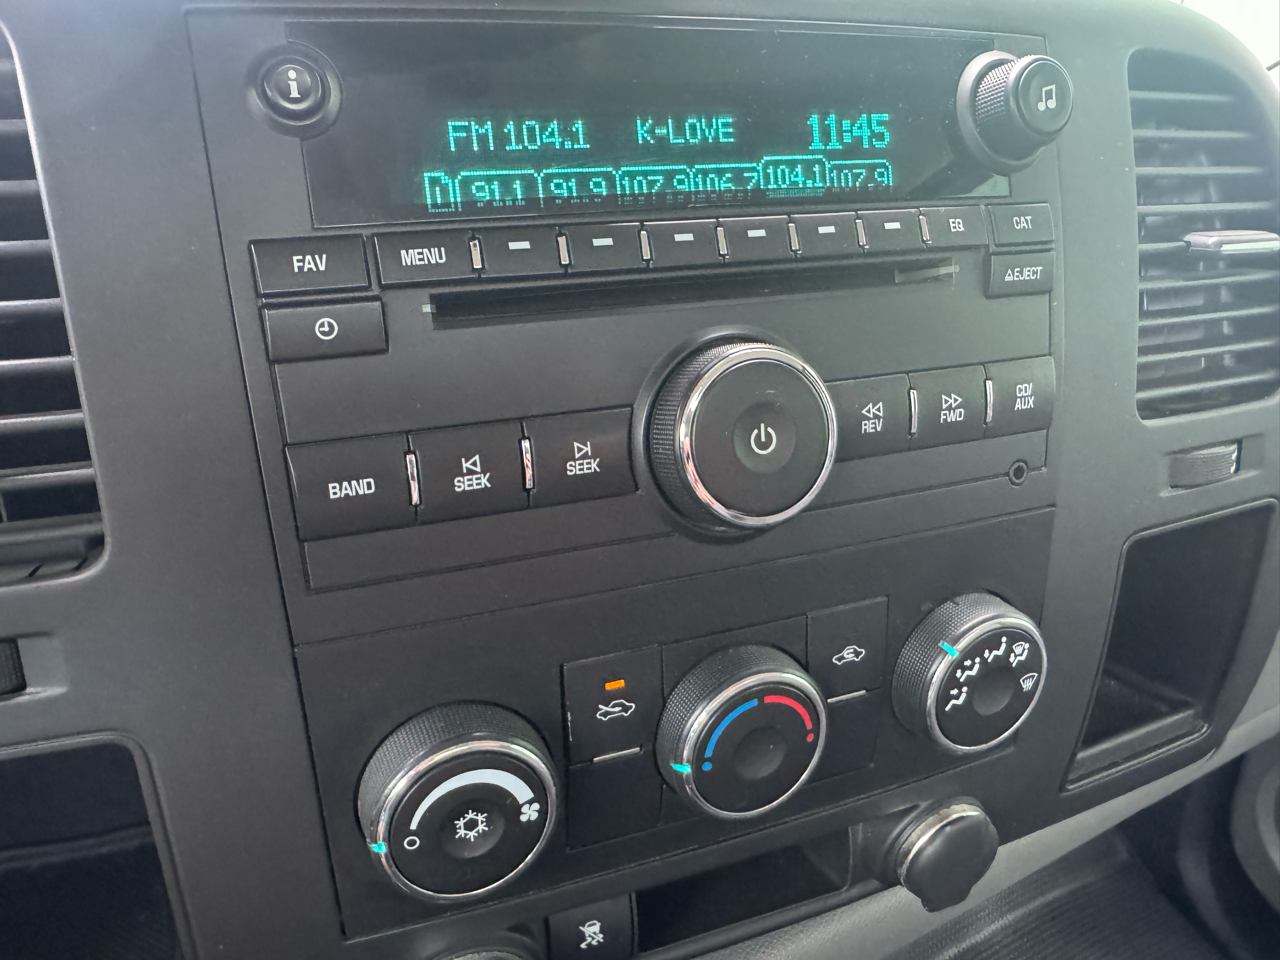 i
FM 104.1 K-LOVE 11:45
91.1 91.9 107.9 106.7 104.1 107.9
FAV MENU EQ CAT
EJECT
BAND SEEK SEEK REV FWD CD/
AUX